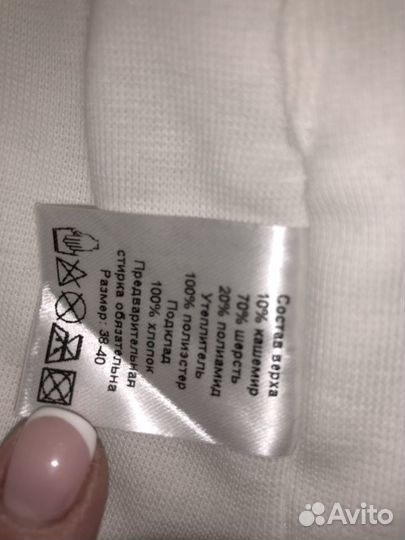 Состав верха
10% кашемир
70% шерсть
20% полиамид
Утеплитель
100% полиэстер
Подклад
100% хлопок
Предварительная
стирка обязательна
Размер: 38-40
Avito